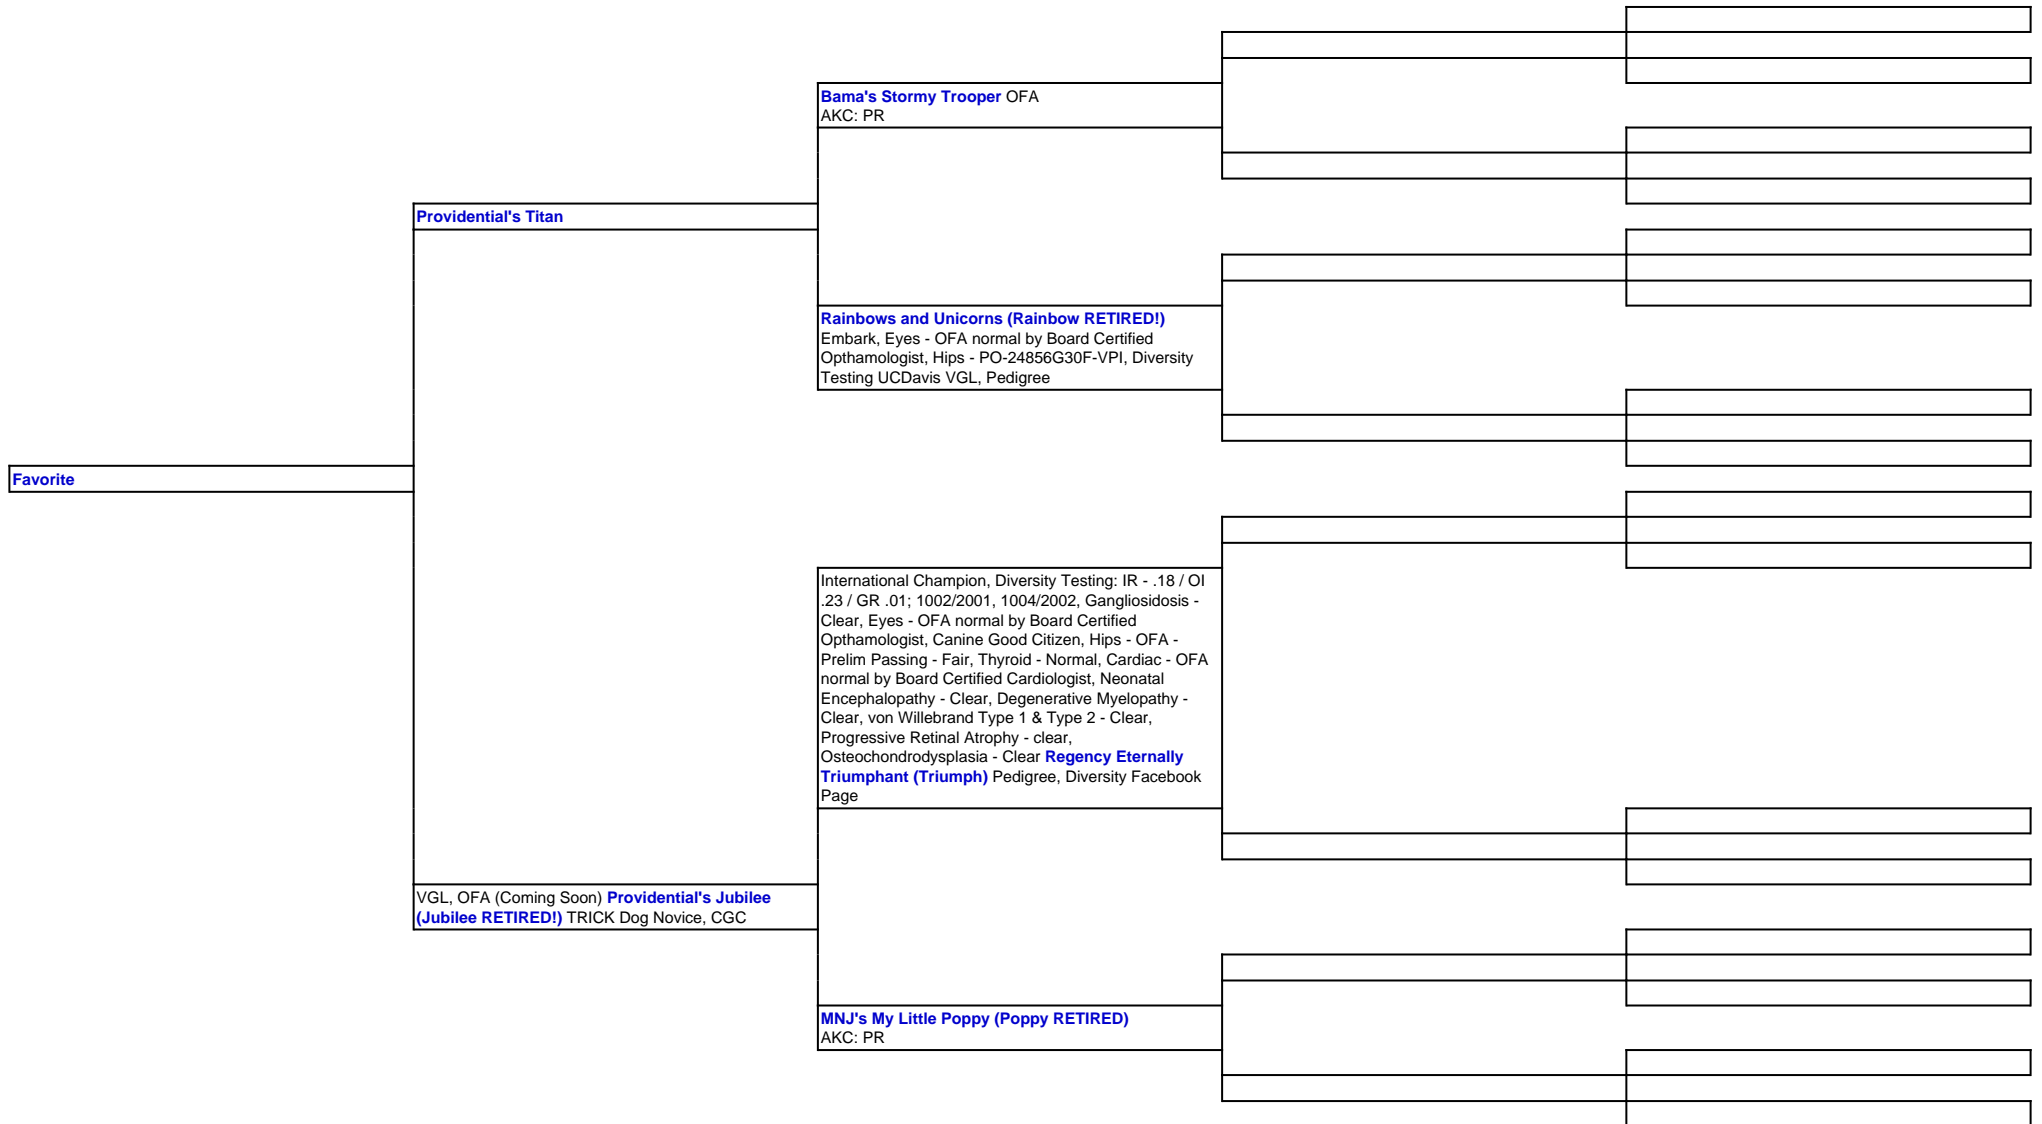 Bama's Stormy Trooper OFA
AKC: PR
Providential's Titan
Rainbows and Unicorns (Rainbow RETIRED!)
Embark, Eyes - OFA normal by Board Certified
Opthamologist, Hips - PO-24856G30F-VPI, Diversity
Testing UCDavis VGL, Pedigree
Favorite
International Champion, Diversity Testing: IR - .18 / OI
.23 / GR .01; 1002/2001, 1004/2002, Gangliosidosis -
Clear, Eyes - OFA normal by Board Certified
Opthamologist, Canine Good Citizen, Hips - OFA -
Prelim Passing - Fair, Thyroid - Normal, Cardiac - OFA
normal by Board Certified Cardiologist, Neonatal
Encephalopathy - Clear, Degenerative Myelopathy -
Clear, von Willebrand Type 1 & Type 2 - Clear,
Progressive Retinal Atrophy - clear,
Osteochondrodysplasia - Clear Regency Eternally
Triumphant (Triumph) Pedigree, Diversity Facebook
Page
VGL, OFA (Coming Soon) Providential's Jubilee
(Jubilee RETIRED!) TRICK Dog Novice, CGC
MNJ's My Little Poppy (Poppy RETIRED)
AKC: PR